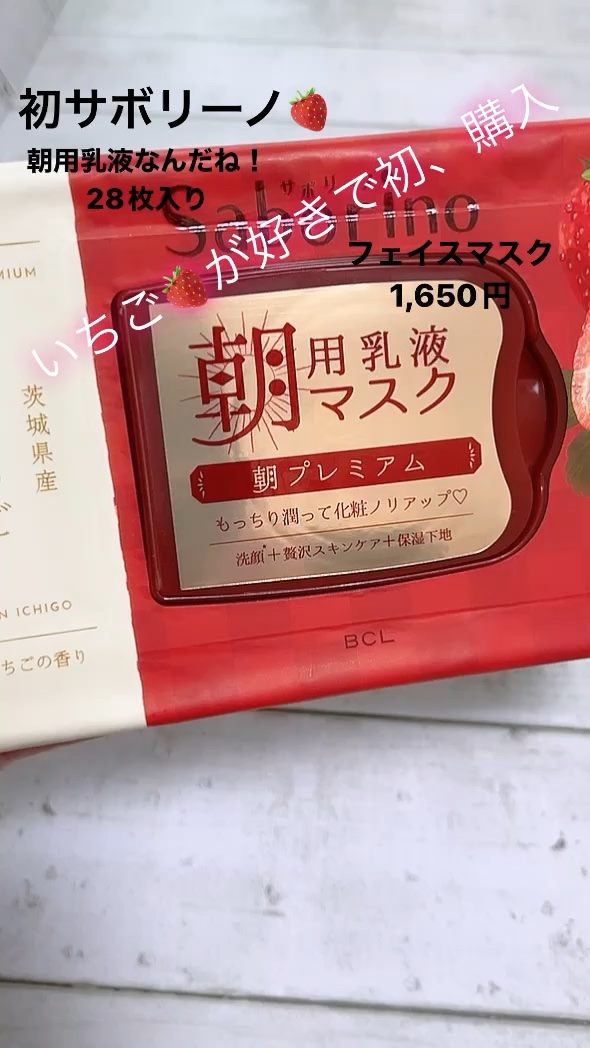 初サボリーノ🍓
朝用乳液なんだね！
28枚入り
いちご🍓が好きで初、購入
フェイスマスク
1,650円
サボリ
Saborino
朝用乳液
マスク
朝プレミアム
もっちり潤って化粧ノリアップ♡
洗顔*+贅沢スキンケア+保湿下地
BCL
MIUM
茨城県産
N ICHIGO
ちごの香り